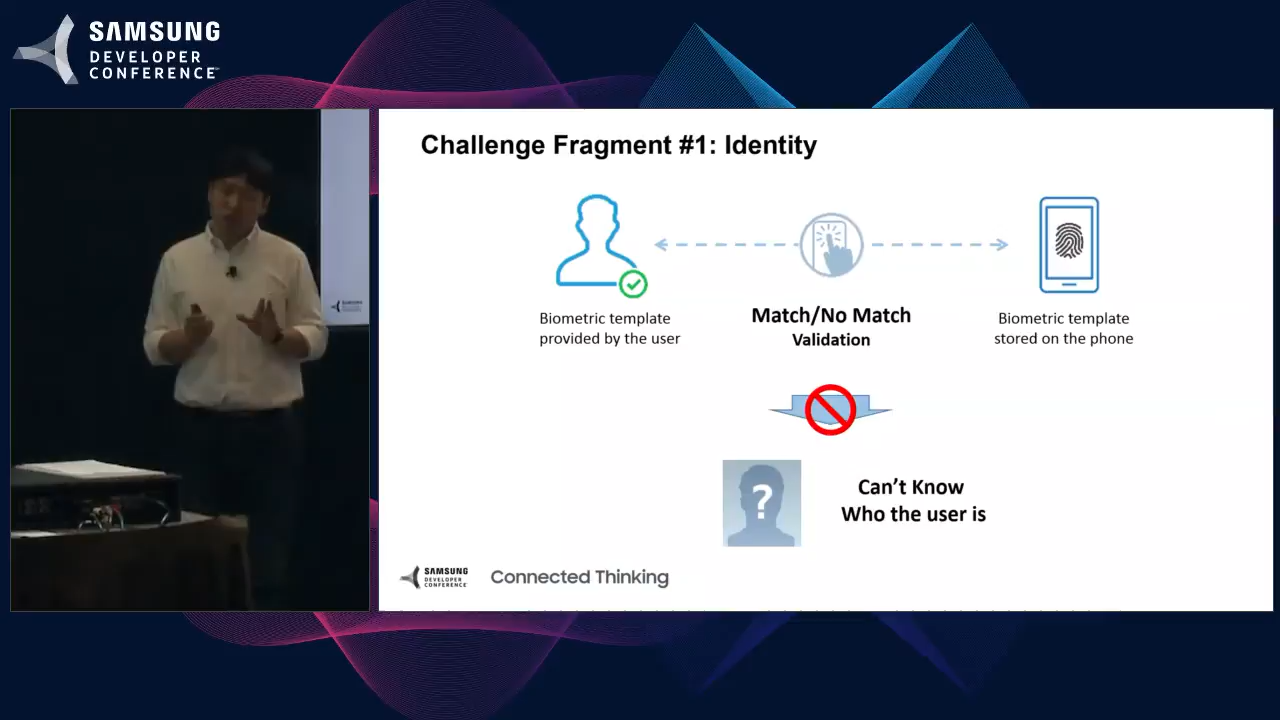 SAMSUNG
DEVELOPER
CONFERENCE
Challenge Fragment #1: Identity
Biometric template
provided by the user
Match/No Match
Validation
Biometric template
stored on the phone
?
Can't Know
Who the user is
SAMSUNG
DEVELOPER
CONFERENCE
Connected Thinking
SAMSUNG